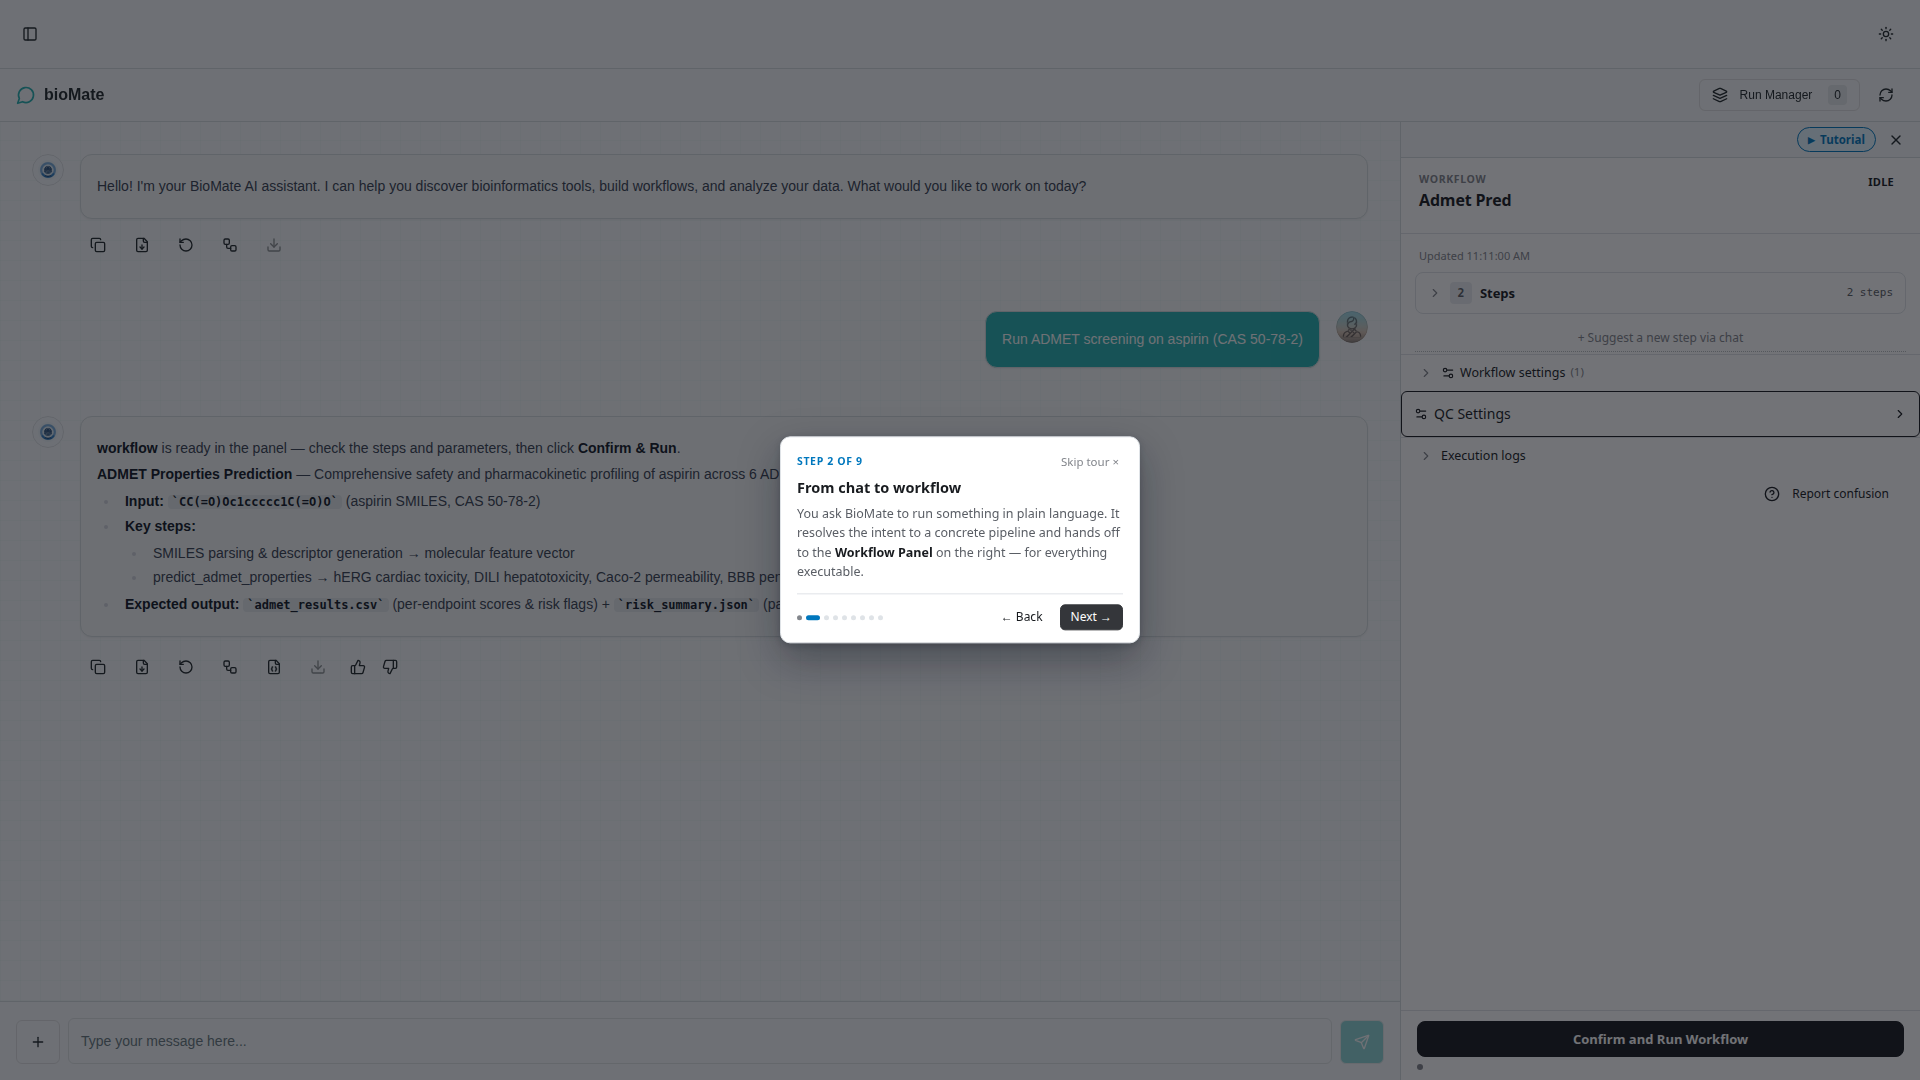 bioMate
Run Manager 0
Hello! I'm your BioMate AI assistant. I can help you discover bioinformatics tools, build workflows, and analyze your data. What would you like to work on today?
Run ADMET screening on aspirin (CAS 50-78-2)
workflow is ready in the panel — check the steps and parameters, then click Confirm & Run.
ADMET Properties Prediction — Comprehensive safety and pharmacokinetic profiling of aspirin across 6 AD
Input: `CC(=O)Oc1ccccc1C(=O)O` (aspirin SMILES, CAS 50-78-2)
Key steps:
SMILES parsing & descriptor generation → molecular feature vector
predict_admet_properties → hERG cardiac toxicity, DILI hepatotoxicity, Caco-2 permeability, BBB per
Expected output: `admet_results.csv` (per-endpoint scores & risk flags) + `risk_summary.json` (pa
STEP 2 OF 9
Skip tour ×
From chat to workflow
You ask BioMate to run something in plain language. It
resolves the intent to a concrete pipeline and hands off
to the Workflow Panel on the right — for everything
executable.
← Back
Next →
Type your message here...
▶ Tutorial
WORKFLOW
IDLE
Admet Pred
Updated 11:11:00 AM
2 Steps
2 steps
+ Suggest a new step via chat
Workflow settings (1)
QC Settings
Execution logs
Report confusion
Confirm and Run Workflow